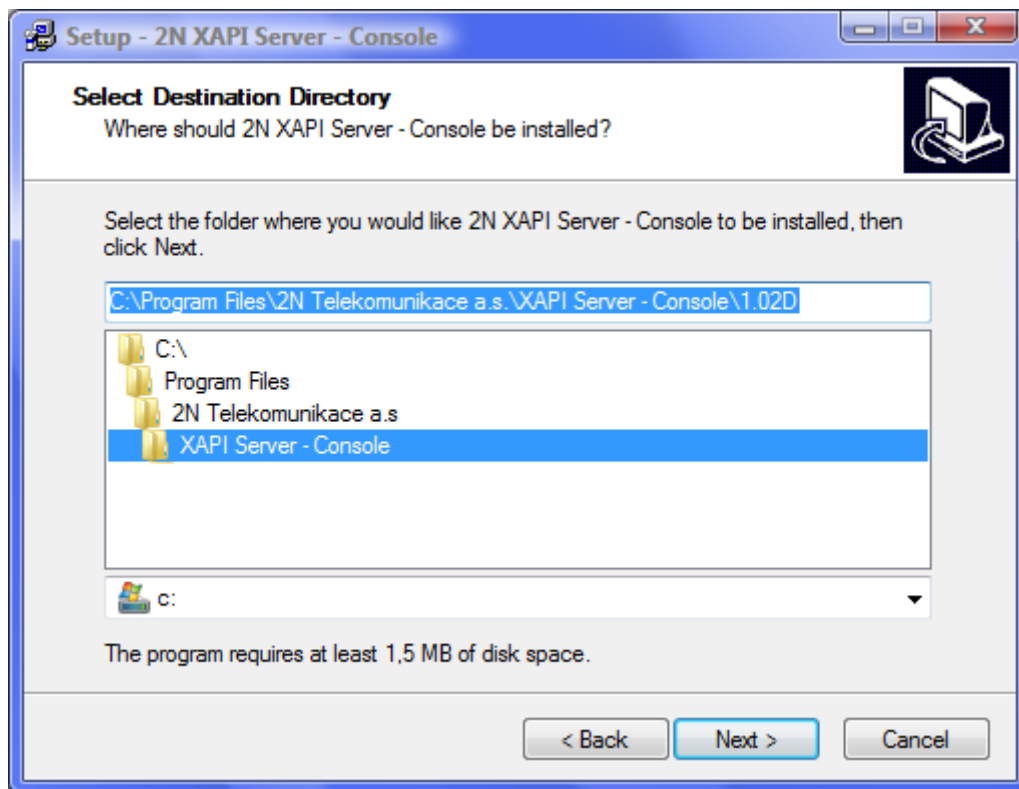 Setup - 2N XAPI Server - Console
Select Destination Directory
Where should 2N XAPI Server - Console be installed?
Select the folder where you would like 2N XAPI Server - Console to be installed, then
click Next.
C:\Program Files\2N Telekomunikace a.s.\XAPI Server - Console\1.02D
C:\
Program Files
2N Telekomunikace a.s
XAPI Server - Console
c:
The program requires at least 1,5 MB of disk space.
< Back Next > Cancel